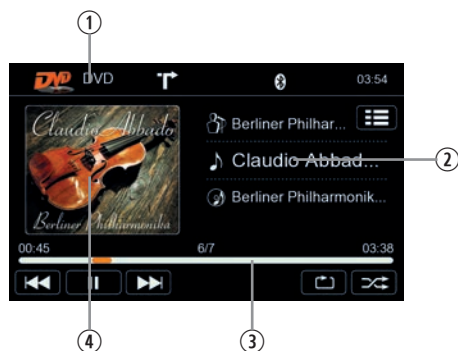 1
DVD DVD 03:54
Claudio Abbado
Berliner Philharmonika
Berliner Philhar...
Claudio Abbad...
Berliner Philharmonik...
2
00:45 6/7 03:38
4 3